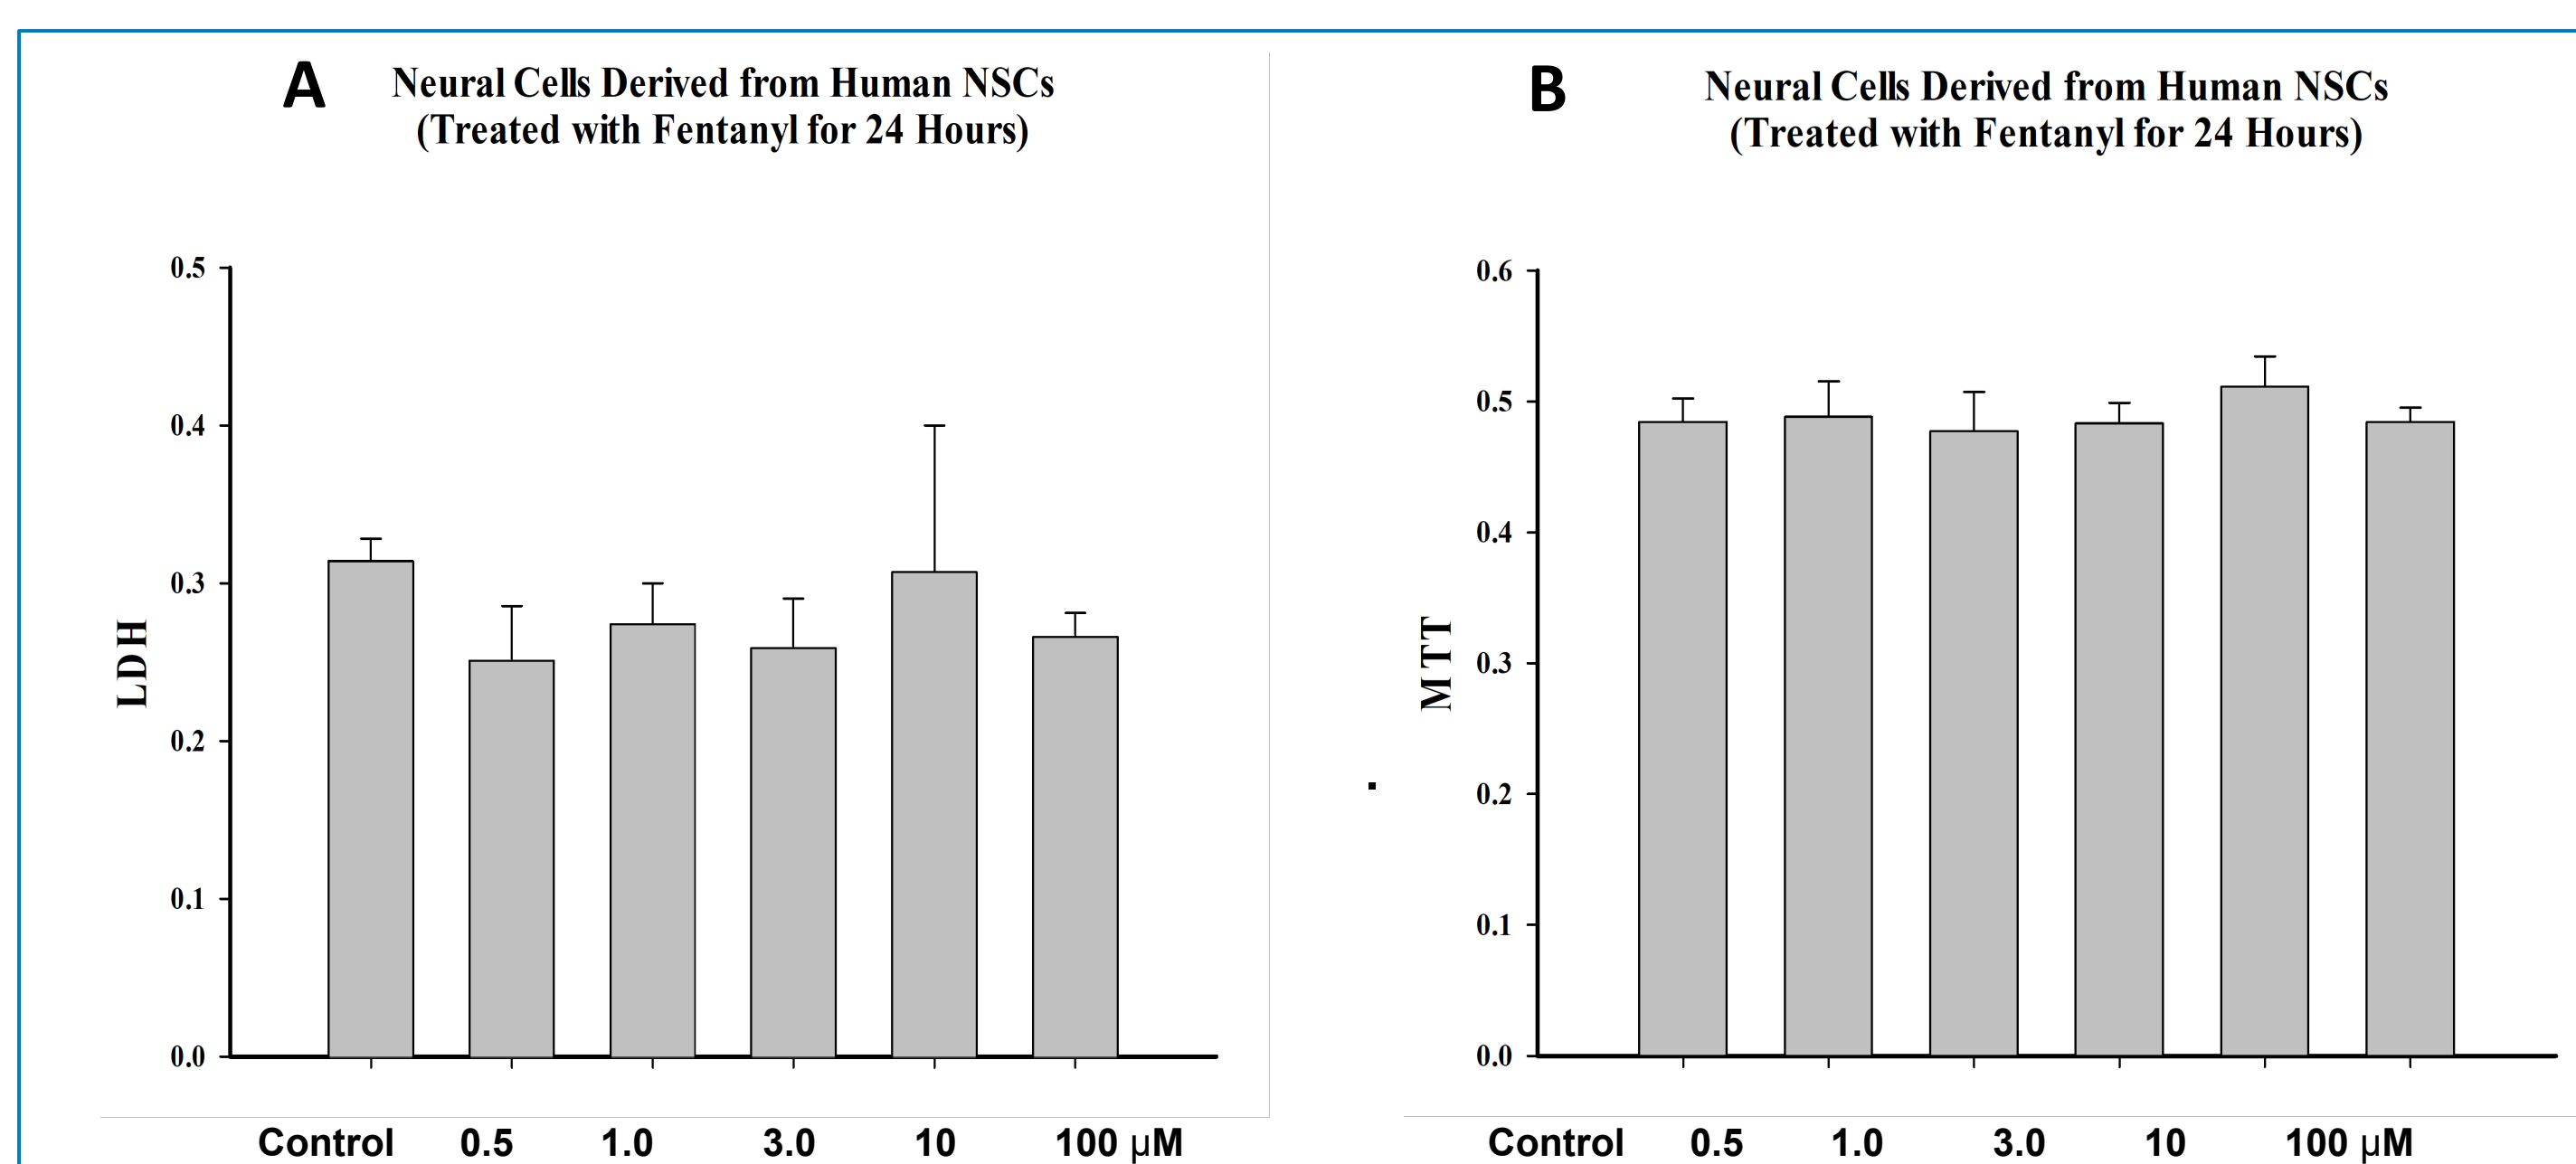 A
Neural Cells Derived from Human NSCs
(Treated with Fentanyl for 24 Hours)
0.5
0.4
0.3
0.2
0.1
0.0
LDH
Control 0.5 1.0 3.0 10 100 µM
B
Neural Cells Derived from Human NSCs
(Treated with Fentanyl for 24 Hours)
0.6
0.5
0.4
0.3
0.2
0.1
0.0
MTT
.
Control 0.5 1.0 3.0 10 100 µM